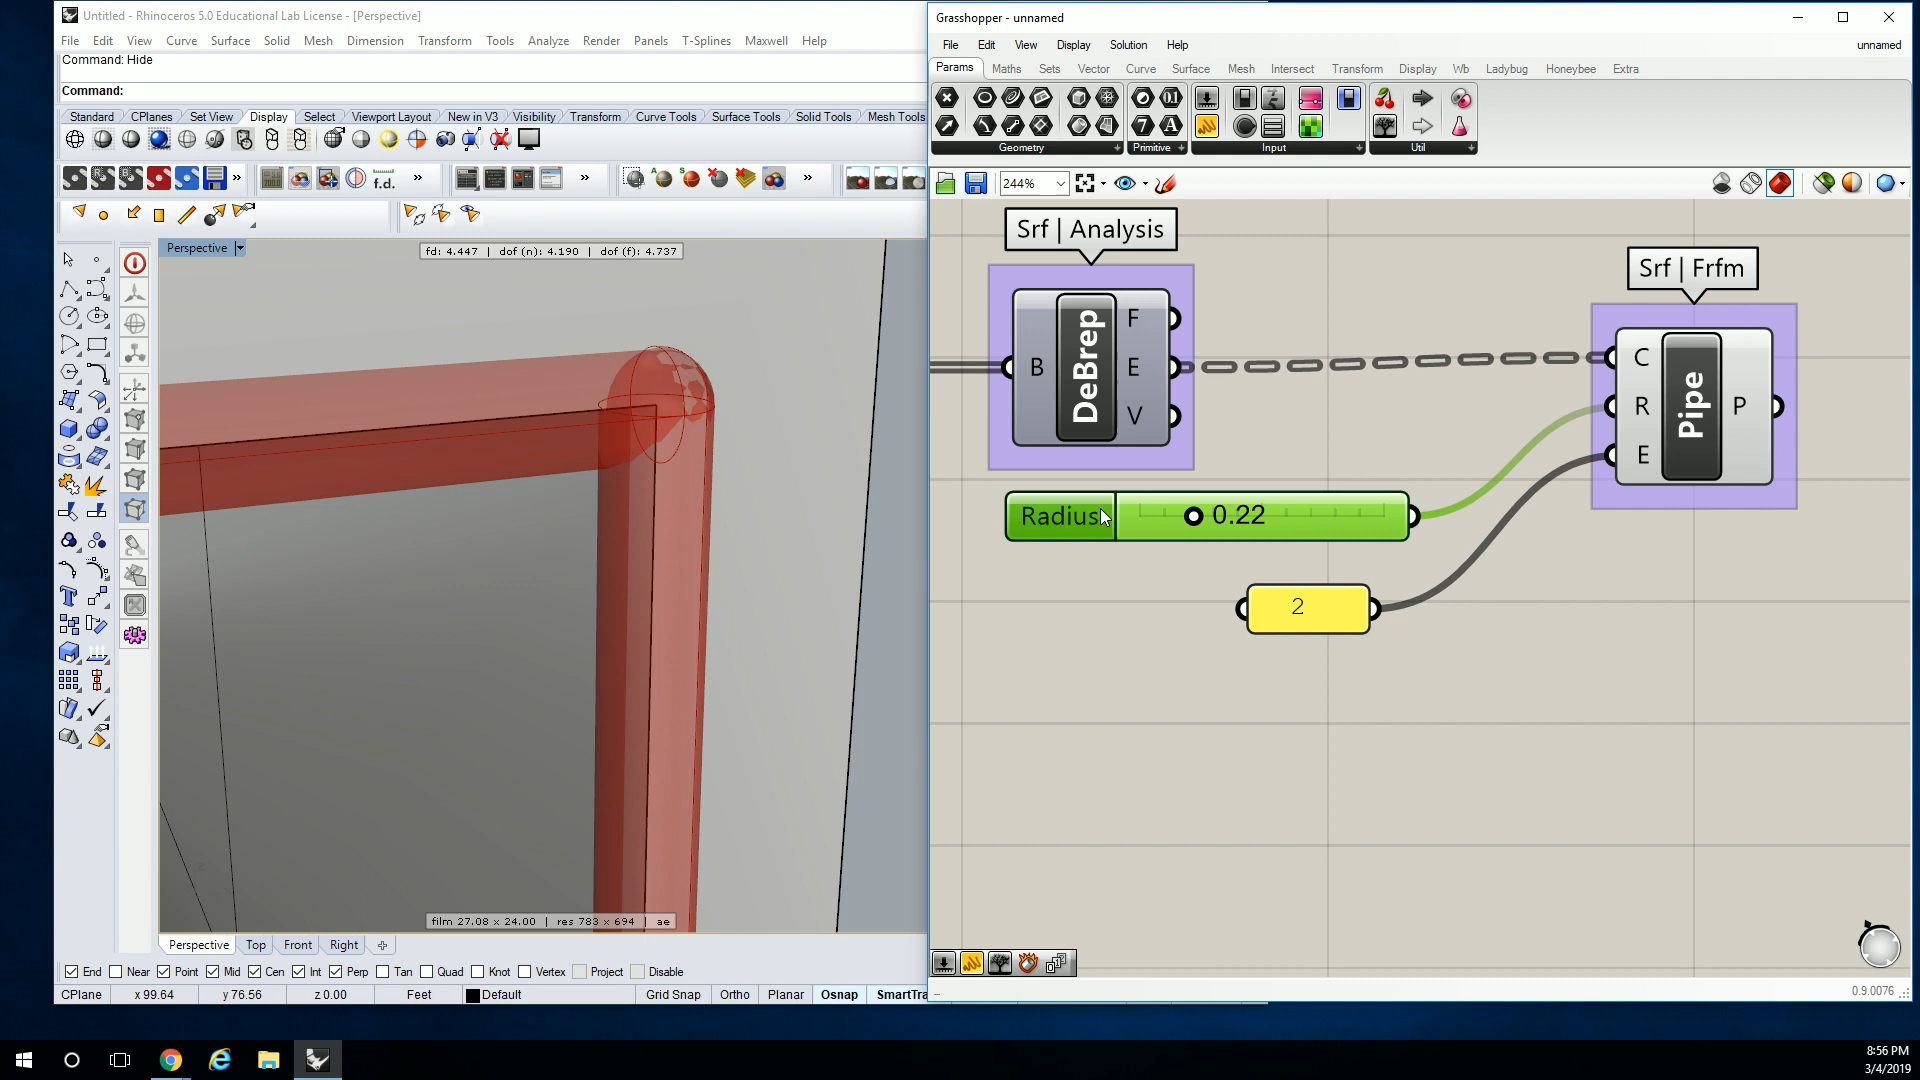 Untitled - Rhinoceros 5.0 Educational Lab License - [Perspective]
File Edit View Curve Surface Solid Mesh Dimension Transform Tools Analyze Render Panels T-Splines Maxwell Help
Command: Hide
Command:
Standard CPlanes Set View Display Select Viewport Layout New in V3 Visibility Transform Curve Tools Surface Tools Solid Tools Mesh Tools
f.d.
Perspective
fd: 4.447 | dof (n): 4.190 | dof (f): 4.737
film 27.08 x 24.00 | res 783 x 694 | ae
Perspective Top Front Right
End Near Point Mid Cen Int Perp Tan Quad Knot Vertex Project Disable
CPlane x 99.64 y 76.56 z 0.00 Feet Default Grid Snap Ortho Planar Osnap SmartTra
Grasshopper - unnamed
File Edit View Display Solution Help unnamed
Params Maths Sets Vector Curve Surface Mesh Intersect Transform Display Wb Ladybug Honeybee Extra
Geometry Primitive Input Util
244%
Srf | Analysis
Srf | Frfm
B DeBrep F E V
C R E Pipe P
Radius 0.22
2
0.9.0076
8:56 PM
3/4/2019